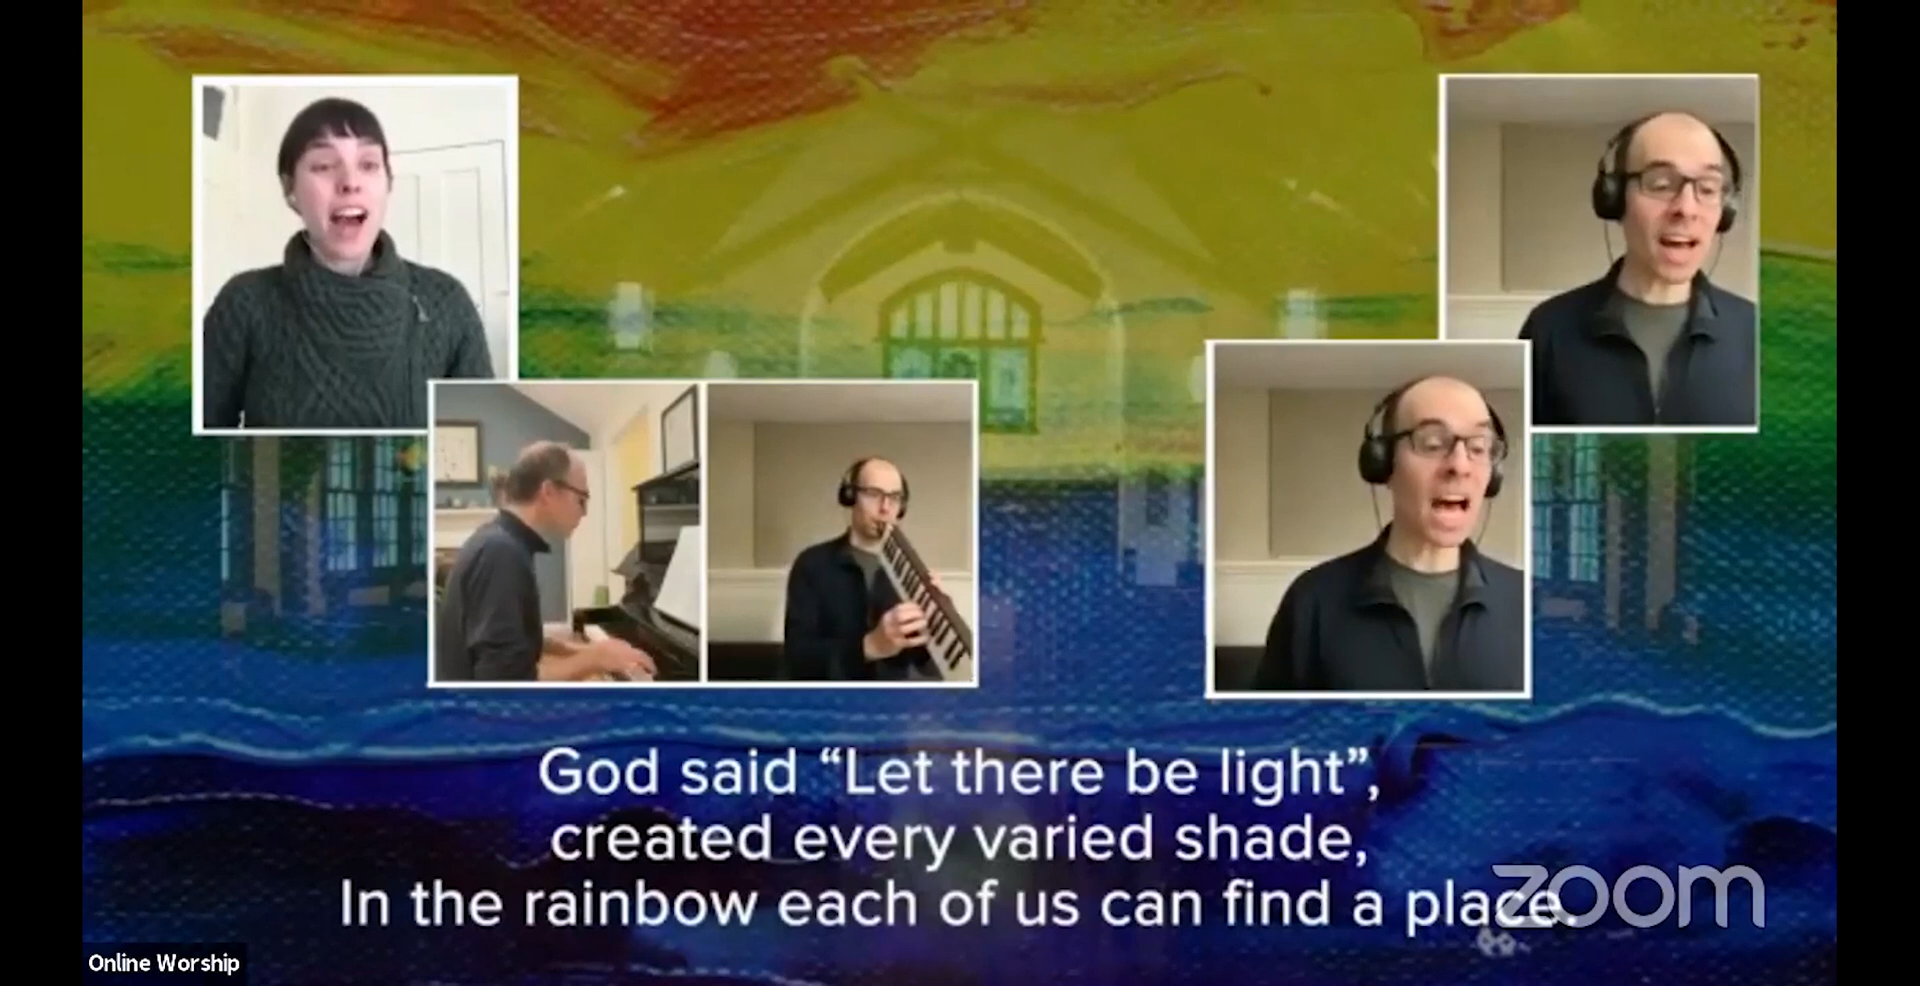 God said “Let there be light”,
created every varied shade,
In the rainbow each of us can find a place.
zoom
Online Worship